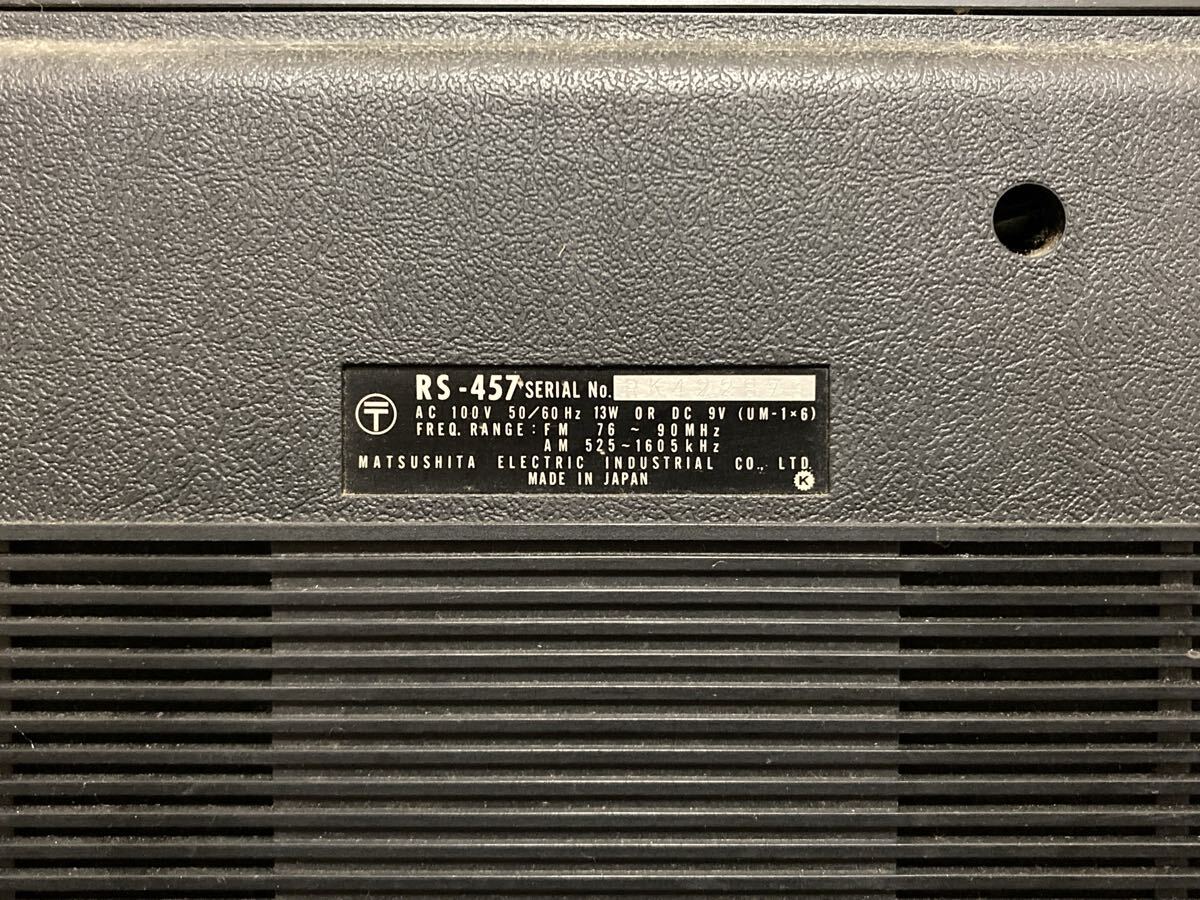 RS-457 SERIAL No.
AC 100V 50/60Hz 13W OR DC 9V (UM-1×6)
FREQ. RANGE: FM 76 ~ 90MHz
AM 525~1605kHz
MATSUSHITA ELECTRIC INDUSTRIAL CO., LTD.
MADE IN JAPAN
K